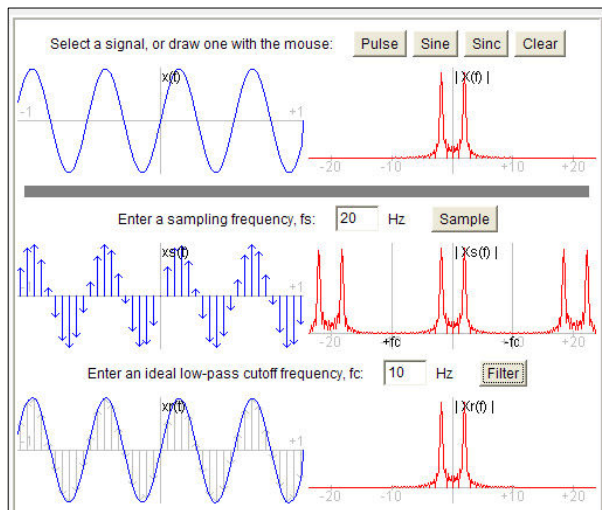 Select a signal, or draw one with the mouse: Pulse Sine Sinc Clear
x(t) | X(f) |
-1 +1
-20 -10 +10 +20
Enter a sampling frequency, fs: 20 Hz Sample
xs(t) | Xs(f) |
-1 +1
+fc -fc
-20 +20
Enter an ideal low-pass cutoff frequency, fc: 10 Hz Filter
xr(t) | Xr(f) |
-1 +1
-20 -10 +10 +20